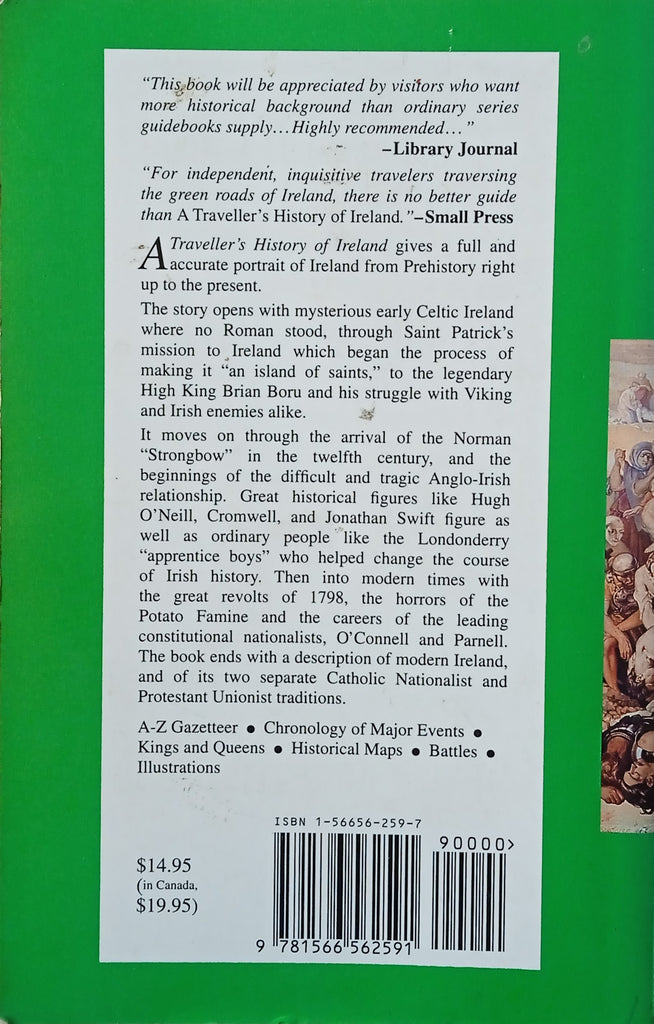 “This book will be appreciated by visitors who want
more historical background than ordinary series
guidebooks supply...Highly recommended...”
–Library Journal
“For independent, inquisitive travelers traversing
the green roads of Ireland, there is no better guide
than A Traveller’s History of Ireland.”–Small Press
A Traveller’s History of Ireland gives a full and
accurate portrait of Ireland from Prehistory right
up to the present.
The story opens with mysterious early Celtic Ireland
where no Roman stood, through Saint Patrick’s
mission to Ireland which began the process of
making it “an island of saints,” to the legendary
High King Brian Boru and his struggle with Viking
and Irish enemies alike.
It moves on through the arrival of the Norman
“Strongbow” in the twelfth century, and the
beginnings of the difficult and tragic Anglo-Irish
relationship. Great historical figures like Hugh
O’Neill, Cromwell, and Jonathan Swift figure as
well as ordinary people like the Londonderry
“apprentice boys” who helped change the course
of Irish history. Then into modern times with
the great revolts of 1798, the horrors of the
Potato Famine and the careers of the leading
constitutional nationalists, O’Connell and Parnell.
The book ends with a description of modern Ireland,
and of its two separate Catholic Nationalist and
Protestant Unionist traditions.
A-Z Gazetteer ● Chronology of Major Events ●
Kings and Queens ● Historical Maps ● Battles ●
Illustrations
ISBN 1-56656-259-7
90000>
$14.95
(in Canada,
$19.95)
9 781566 562591